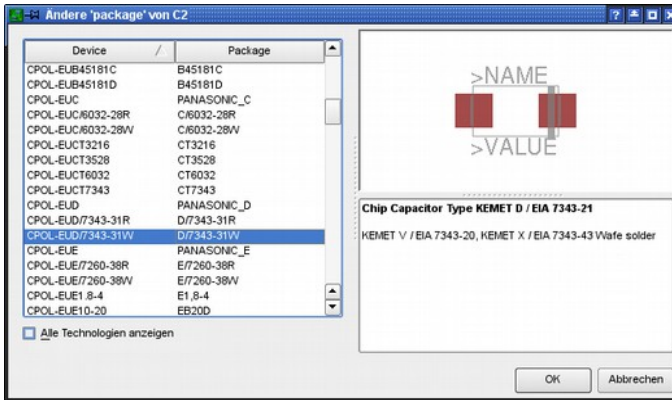 Ändere 'package' von C2
Device / Package
CPOL-EUB45181C B45181C
CPOL-EUB45181D B45181D
CPOL-EUC PANASONIC_C
CPOL-EUC/6032-28R C/6032-28R
CPOL-EUC/6032-28W C/6032-28W
CPOL-EUCT3216 CT3216
CPOL-EUCT3528 CT3528
CPOL-EUCT6032 CT6032
CPOL-EUCT7343 CT7343
CPOL-EUD PANASONIC_D
CPOL-EUD/7343-31R D/7343-31R
CPOL-EUD/7343-31W D/7343-31W
CPOL-EUE PANASONIC_E
CPOL-EUE/7260-38R E/7260-38R
CPOL-EUE/7260-38W E/7260-38W
CPOL-EUE1.8-4 E1,8-4
CPOL-EUE10-20 EB20D
Alle Technologien anzeigen
>NAME
>VALUE
Chip Capacitor Type KEMET D / EIA 7343-21
KEMET V / EIA 7343-20, KEMET X / EIA 7343-43 Wafe solder
OK Abbrechen